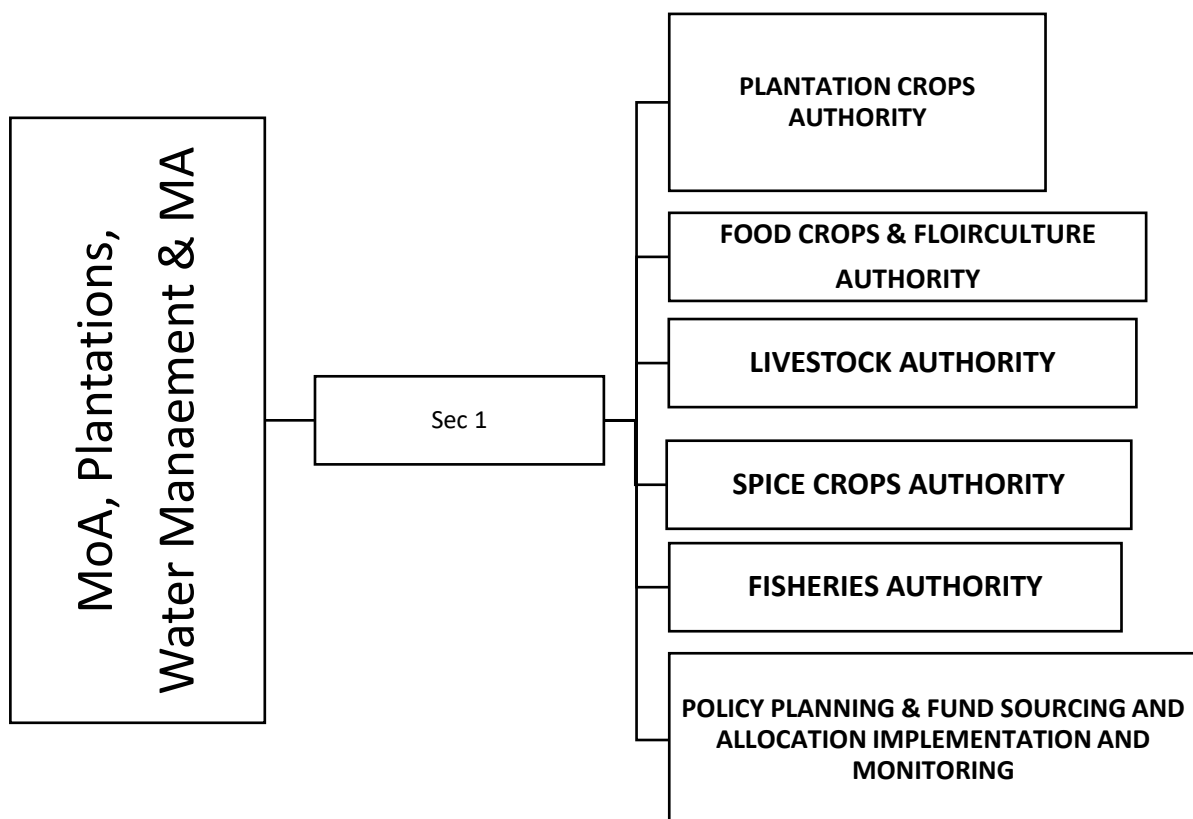 MoA, Plantations,
Water Manaement & MA
Sec 1
PLANTATION CROPS
AUTHORITY
FOOD CROPS & FLOIRCULTURE
AUTHORITY
LIVESTOCK AUTHORITY
SPICE CROPS AUTHORITY
FISHERIES AUTHORITY
POLICY PLANNING & FUND SOURCING AND
ALLOCATION IMPLEMENTATION AND
MONITORING